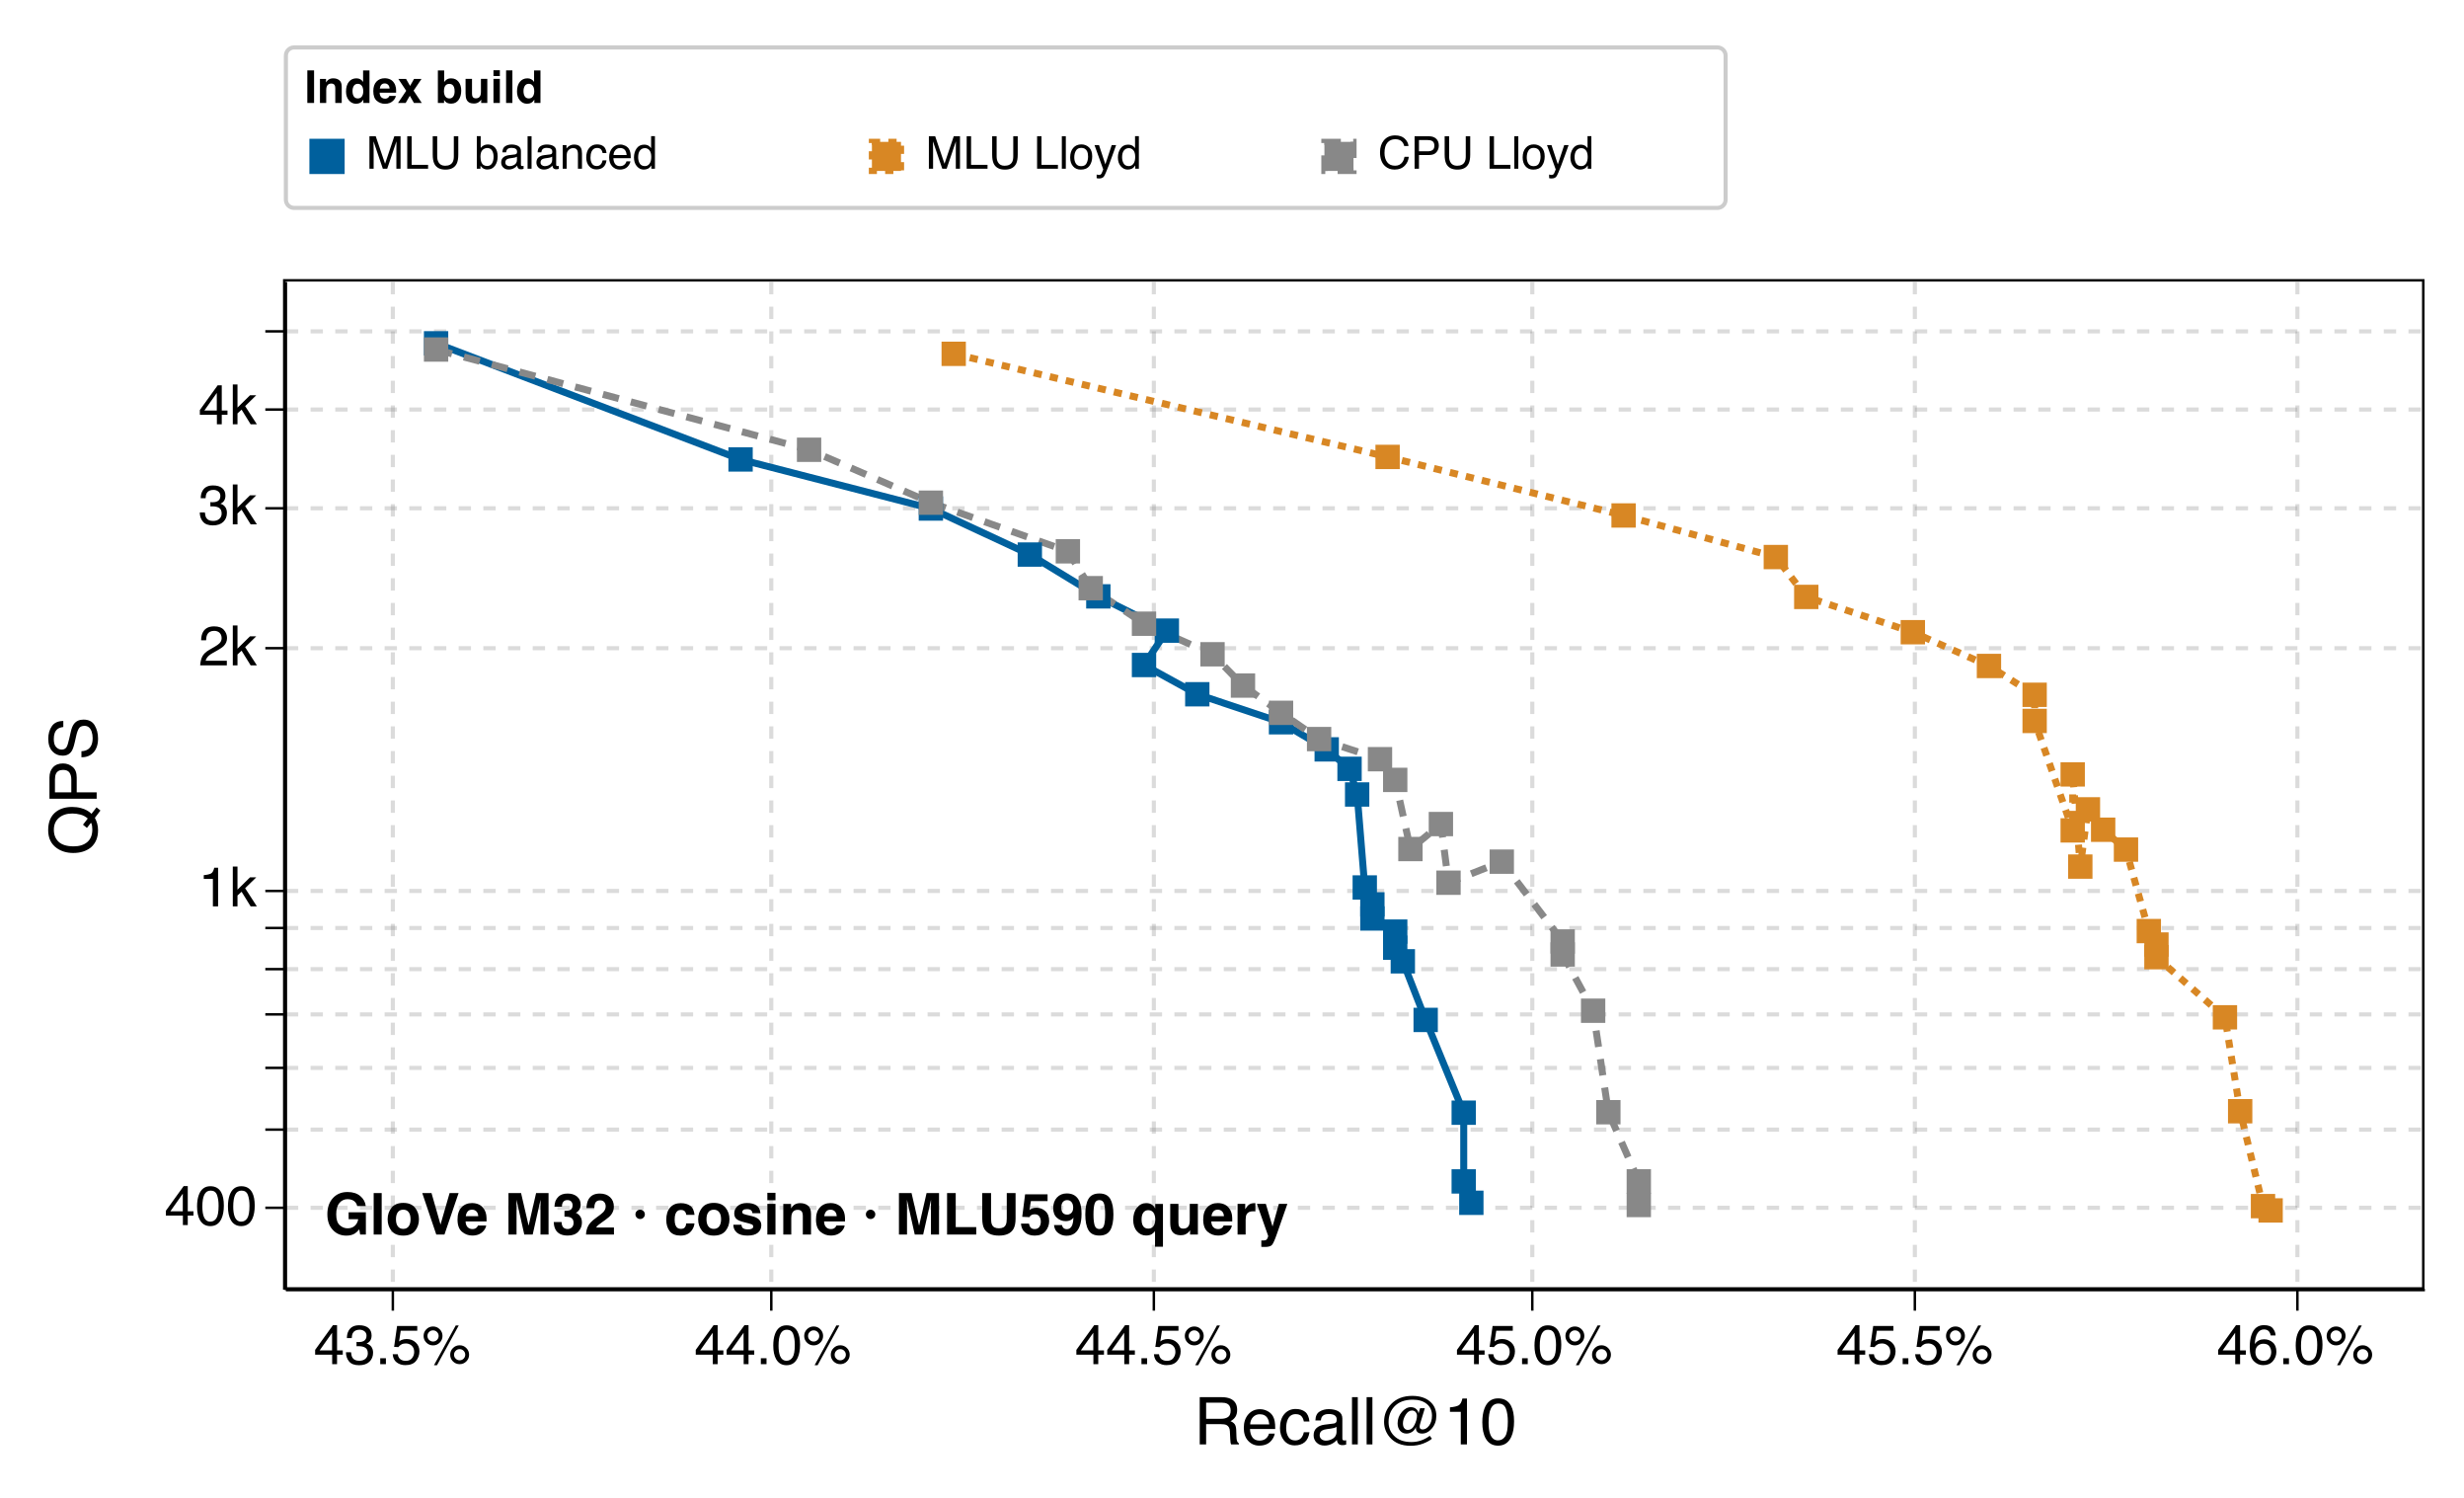 Index build
MLU balanced MLU Lloyd CPU Lloyd
4k
3k
2k
1k
400
QPS
GloVe M32 · cosine · MLU590 query
43.5% 44.0% 44.5% 45.0% 45.5% 46.0%
Recall@10